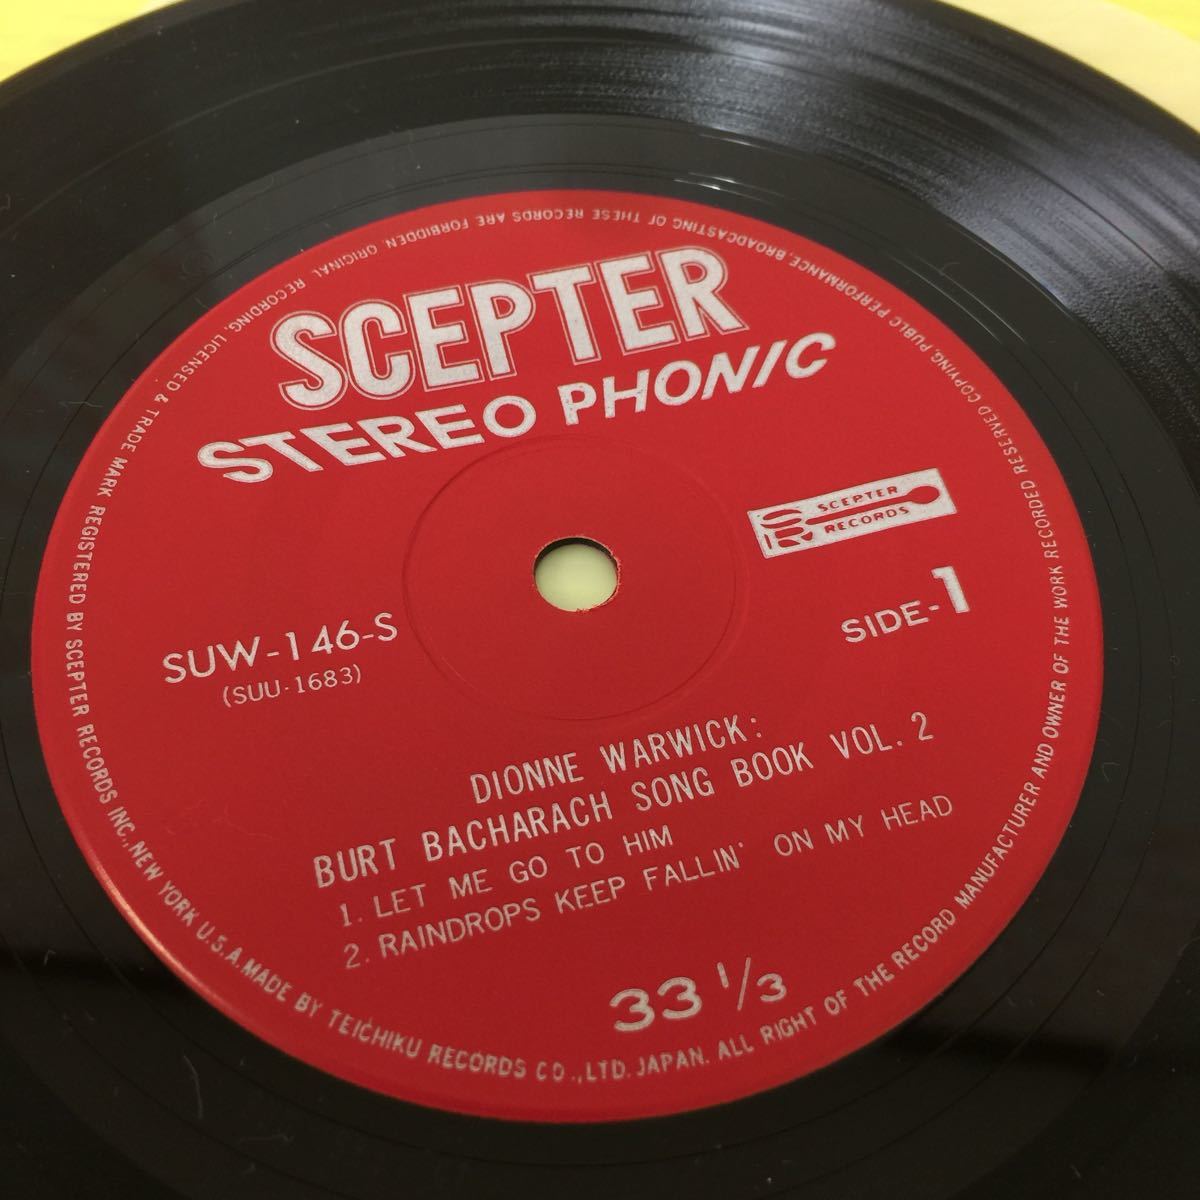 SCEPTER
STEREO PHONIC
SCEPTER
RECORDS
SUW-146-S
(SUU-1683)
SIDE-1
DIONNE WARWICK:
BURT BACHARACH SONG BOOK VOL. 2
1. LET ME GO TO HIM
2. RAINDROPS KEEP FALLIN' ON MY HEAD
33 1/3
ORIGINAL RECORDING, LICENSED & TRADE MARK REGISTERED BY SCEPTER RECORDS INC., NEW YORK U.S.A. MADE BY TEICHIKU RECORDS CO., LTD. JAPAN. ALL RIGHT OF THE RECORD MANUFACTURER AND OWNER OF THE WORK RECORDED RESERVED COPYING, PUBLIC PERFORMANCE, BROADCASTING OF THESE RECORDS ARE FORBIDDEN